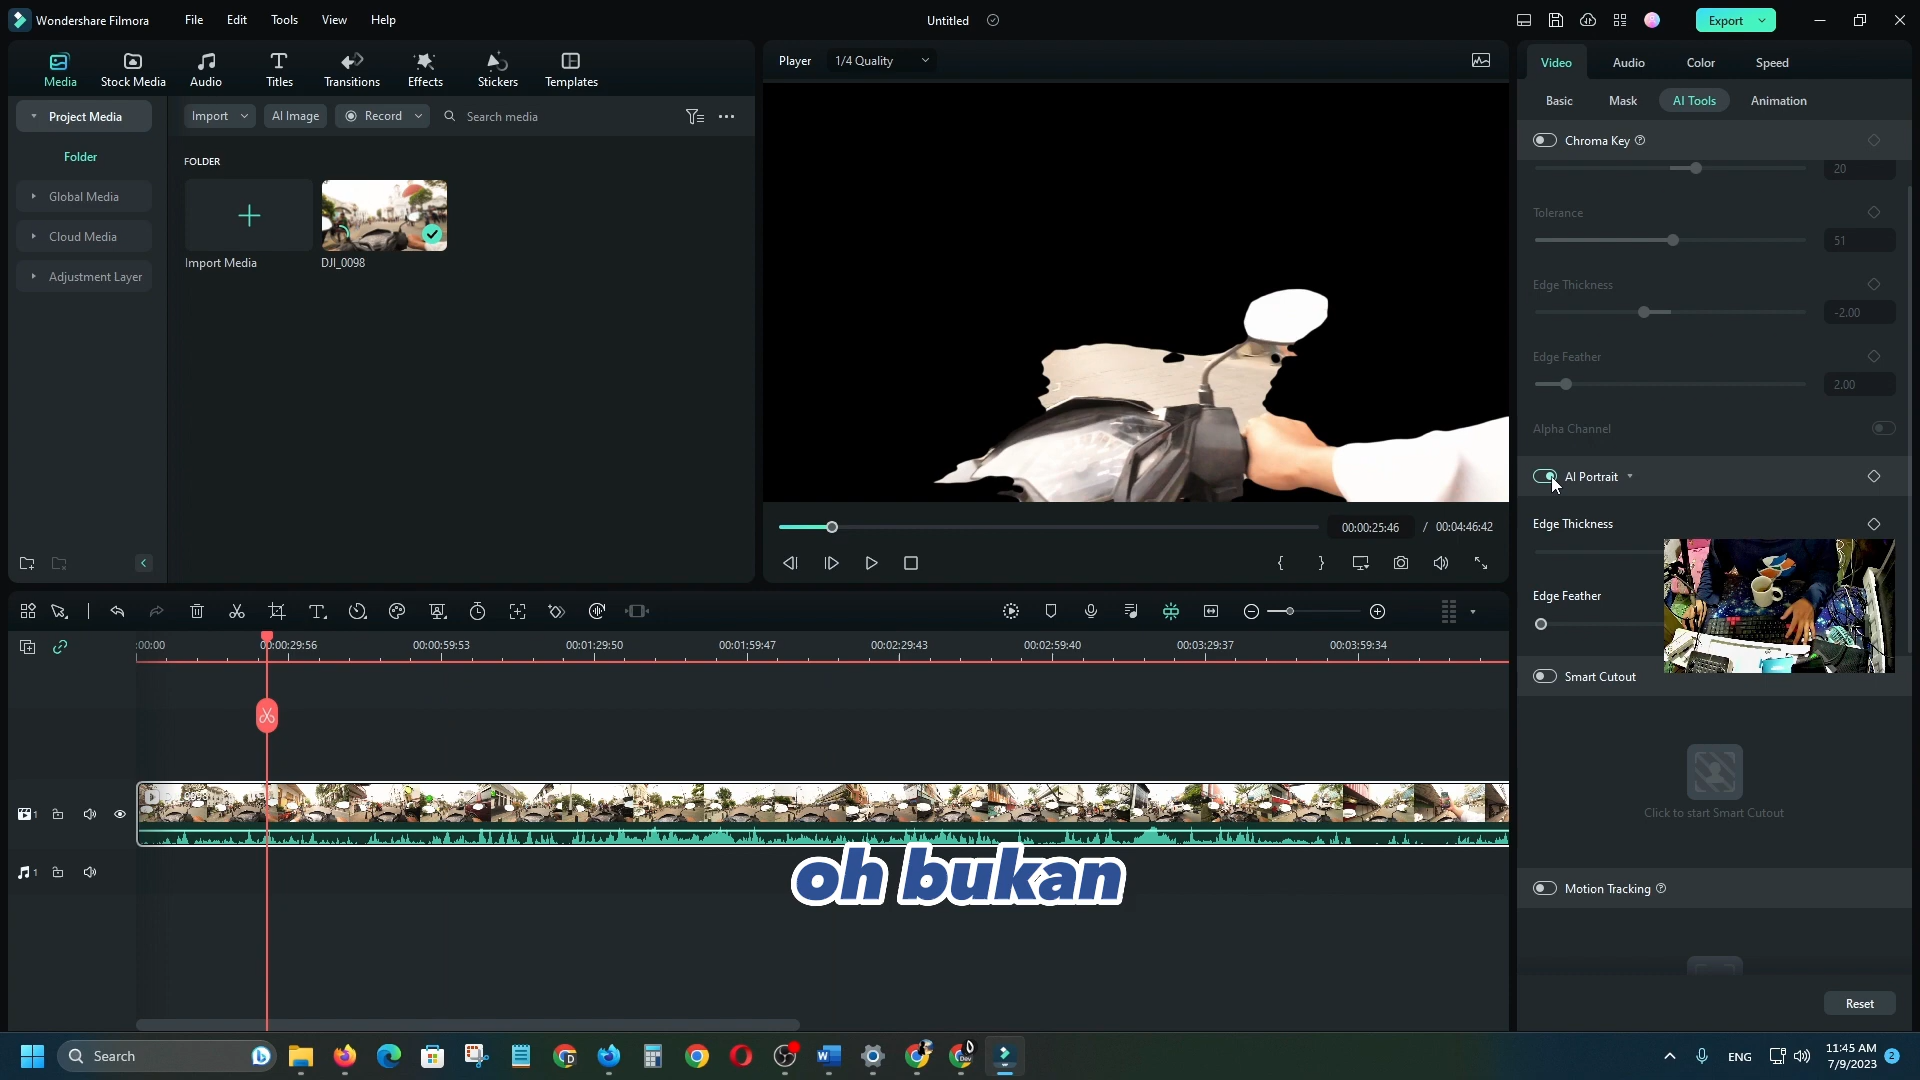 Wondershare Filmora
File
Edit
Tools
View
Help
Untitled
Export
Media
Stock Media
Audio
Titles
Transitions
Effects
Stickers
Templates
Player
1/4 Quality
Video
Audio
Color
Speed
Basic
Mask
AI Tools
Animation
Project Media
Import
AI Image
Record
Search media
Folder
FOLDER
Global Media
Cloud Media
Adjustment Layer
Import Media
DJI_0098
Chroma Key
20
Tolerance
51
Edge Thickness
-2.00
Edge Feather
2.00
Alpha Channel
AI Portrait
Edge Thickness
Edge Feather
Smart Cutout
Click to start Smart Cutout
Motion Tracking
Reset
00:00:25:46 / 00:04:46:42
:00:00
00:00:29:56
00:00:59:53
00:01:29:50
00:01:59:47
00:02:29:43
00:02:59:40
00:03:29:37
00:03:59:34
1
1
oh bukan
Search
ENG
11:45 AM
7/9/2023
2